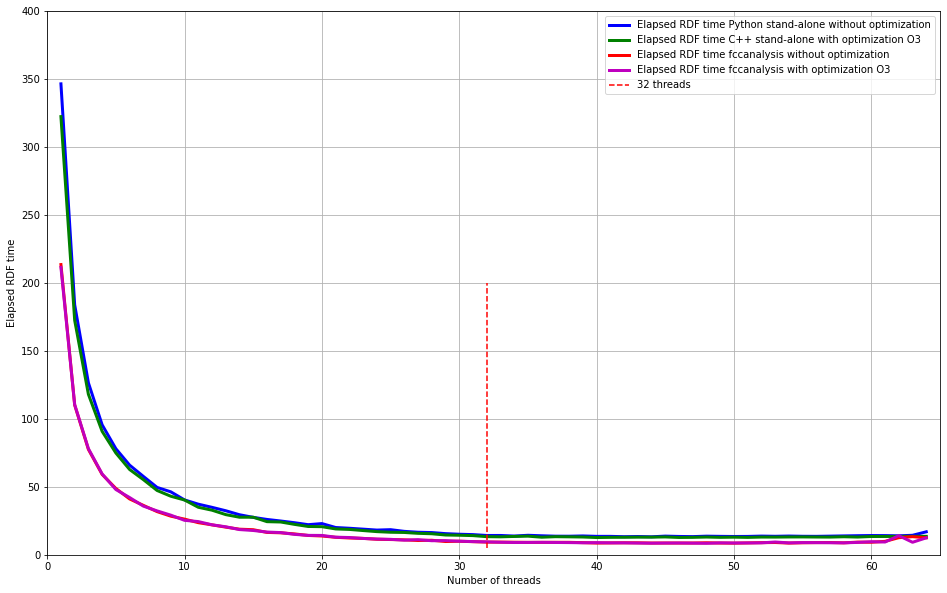 400
350
300
250
200
150
100
50
0
Elapsed RDF time
Elapsed RDF time Python stand-alone without optimization
Elapsed RDF time C++ stand-alone with optimization O3
Elapsed RDF time fccanalysis without optimization
Elapsed RDF time fccanalysis with optimization O3
32 threads
0 10 20 30 40 50 60
Number of threads